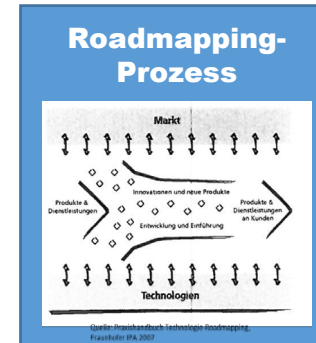 Roadmapping-
Prozess
Markt
Innovationen und neue Produkte
Produkte &
Dienstleistungen
Produkte &
Dienstleistungen
an Kunden
Entwicklung und Einführung
Technologien
Quelle: Praxishandbuch Technologie-Roadmapping,
Fraunhofer IPA 2007